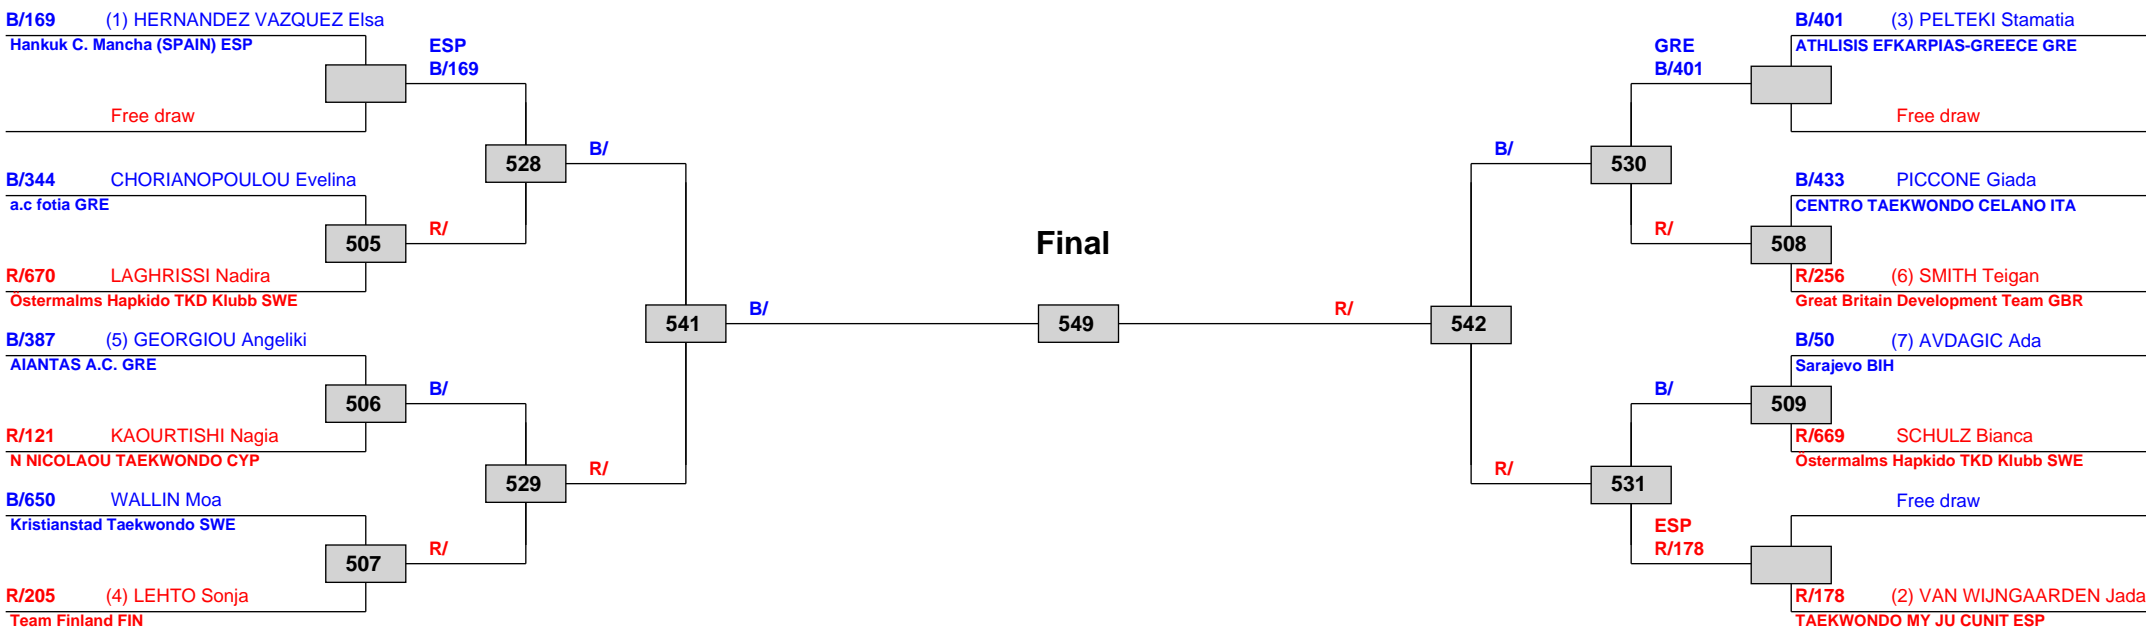 B/169 (1) HERNANDEZ VAZQUEZ Elsa
Hankuk C. Mancha (SPAIN) ESP
ESP
B/169
Free draw
528
B/
B/344 CHORIANOPOULOU Evelina
a.c fotia GRE
505
R/
R/670 LAGHRISSI Nadira
Östermalms Hapkido TKD Klubb SWE
541
B/
B/387 (5) GEORGIOU Angeliki
AIANTAS A.C. GRE
506
B/
R/121 KAOURTISHI Nagia
N NICOLAOU TAEKWONDO CYP
529
R/
B/650 WALLIN Moa
Kristianstad Taekwondo SWE
507
R/
R/205 (4) LEHTO Sonja
Team Finland FIN
Final
549
B/401 (3) PELTEKI Stamatia
ATHLISIS EFKARPIAS-GREECE GRE
GRE
B/401
Free draw
B/
530
B/433 PICCONE Giada
CENTRO TAEKWONDO CELANO ITA
R/
508
R/256 (6) SMITH Teigan
Great Britain Development Team GBR
R/
542
B/50 (7) AVDAGIC Ada
Sarajevo BIH
B/
509
R/669 SCHULZ Bianca
Östermalms Hapkido TKD Klubb SWE
R/
531
Free draw
ESP
R/178
R/178 (2) VAN WIJNGAARDEN Jada
TAEKWONDO MY JU CUNIT ESP